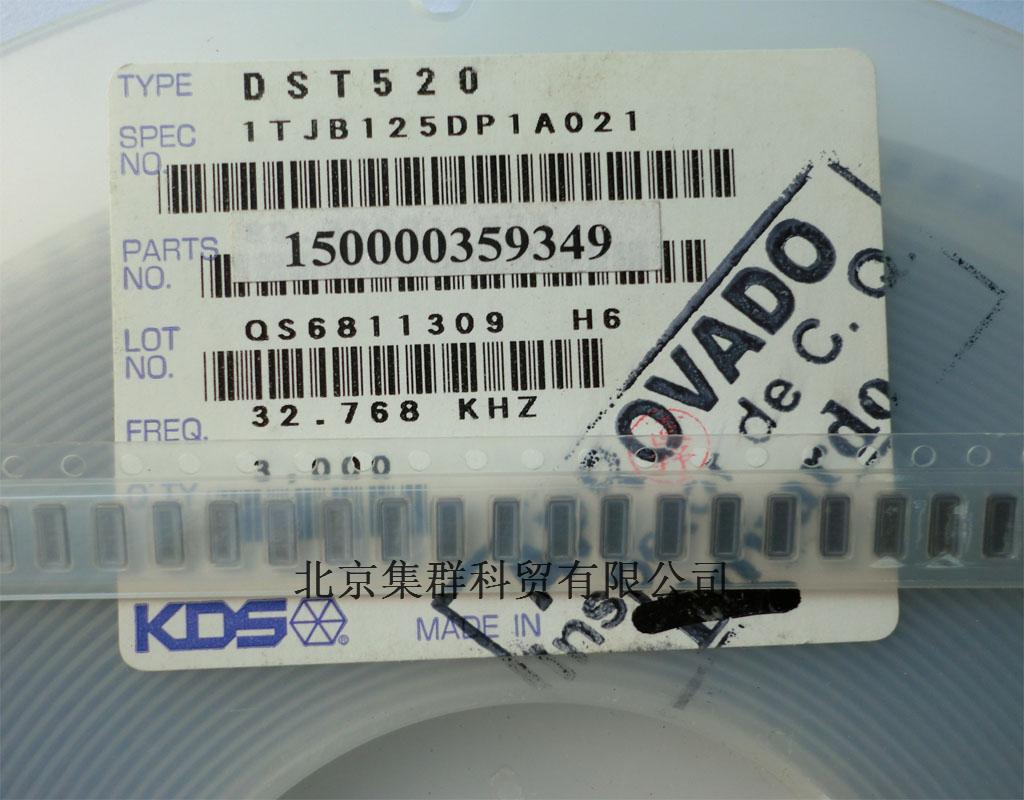 TYPE DST520
SPEC NO. 1TJB125DP1A021
PARTS NO. 150000359349
LOT NO. QS6811309 H6
FREQ. 32.768 KHZ
Q'TY 3,000
KDS
MADE IN
OVADO
de C. Q.
北京集群科贸有限公司